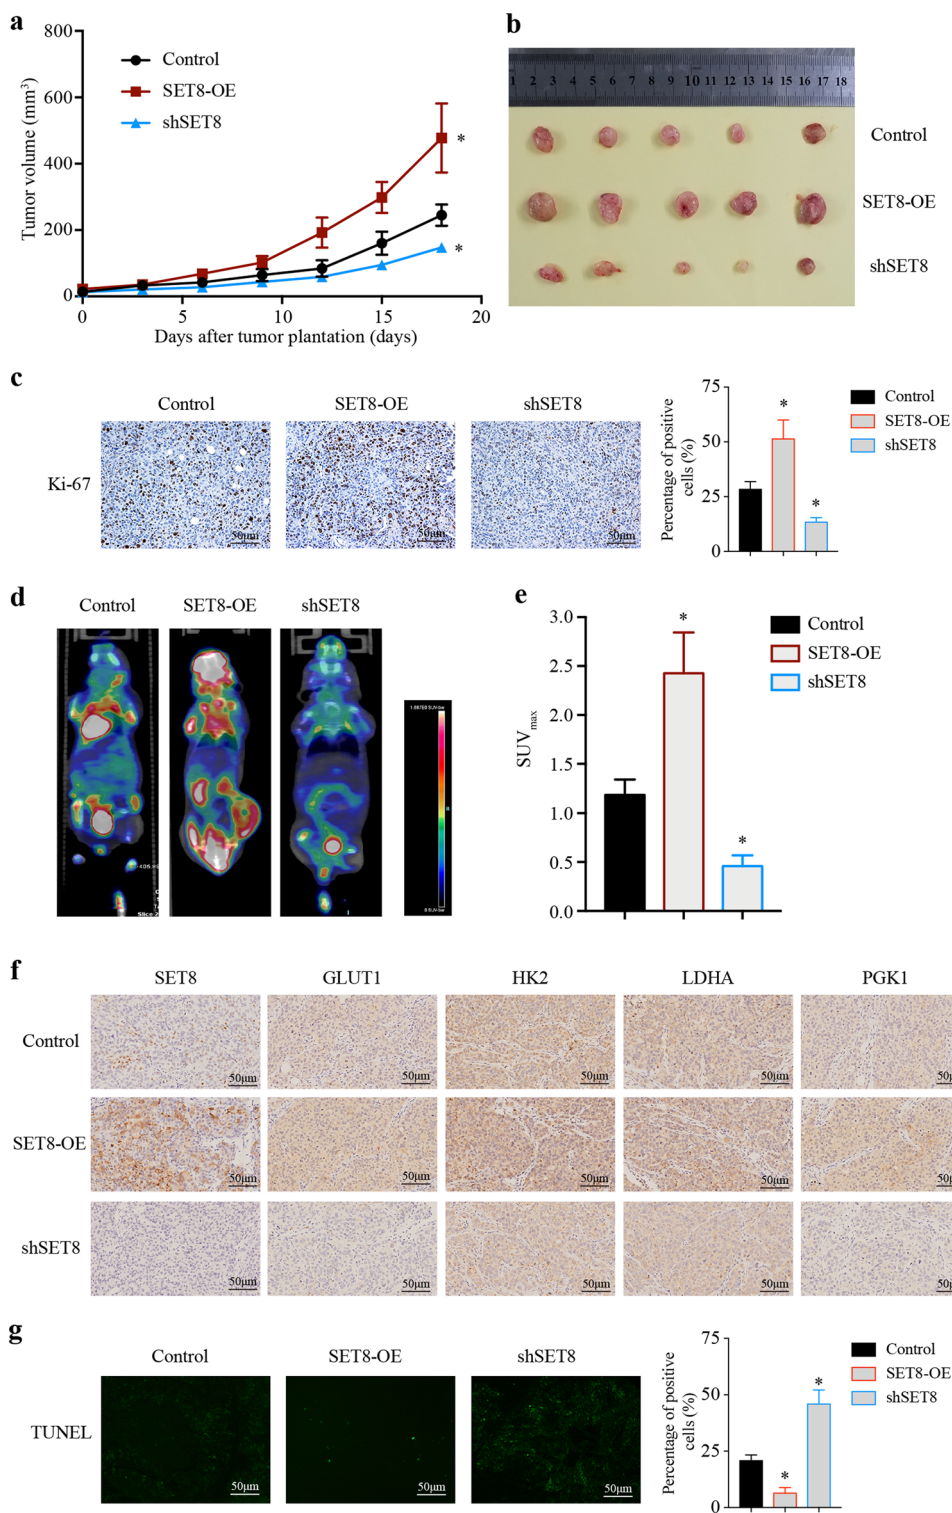 a
Tumor volume (mm³)
800
600
400
200
0
0
5
10
15
20
Days after tumor plantation (days)
Control
SET8-OE
shSET8
*
*
b
1 2 3 4 5 6 7 8 9 10 11 12 13 14 15 16 17 18
Control
SET8-OE
shSET8
c
Control
SET8-OE
shSET8
Ki-67
50μm
50μm
50μm
Percentage of positive
cells (%)
75
50
25
0
*
*
Control
SET8-OE
shSET8
d
Control
SET8-OE
shSET8
Slice 2
e
SUVmax
3.0
2.5
2.0
1.5
1.0
0.5
0.0
*
*
Control
SET8-OE
shSET8
f
SET8
GLUT1
HK2
LDHA
PGK1
Control
50μm
50μm
50μm
50μm
50μ
SET8-OE
50μm
50μm
50μm
50μm
50μ
shSET8
50μm
50μm
50μm
50μm
50μ
g
Control
SET8-OE
shSET8
TUNEL
50μm
50μm
50μm
Percentage of positive
cells (%)
75
50
25
0
*
*
Control
SET8-OE
shSET8